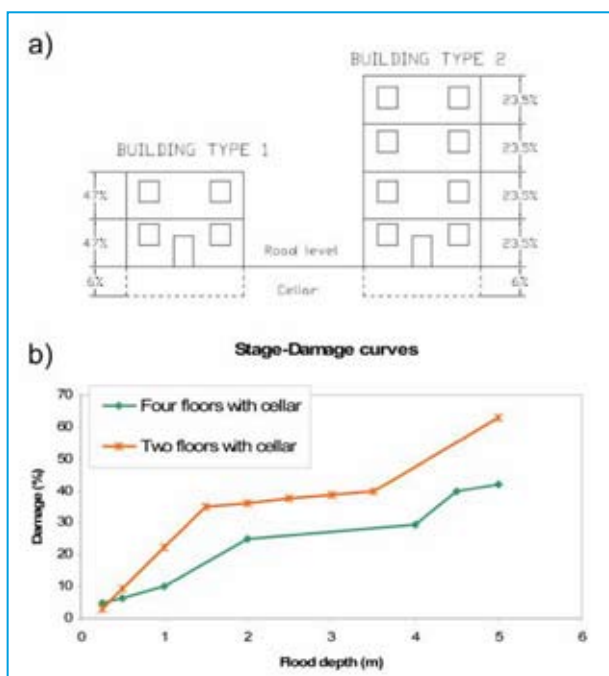 a)
BUILDING TYPE 2
23.5%
BUILDING TYPE 1
23.5%
47%
23.5%
47%
Road level
23.5%
6%
Cellar
6%
b)
Stage-Damage curves
70
60
50
40
30
20
10
0
Damage (%)
Four floors with cellar
Two floors with cellar
0 1 2 3 4 5 6
Flood depth (m)